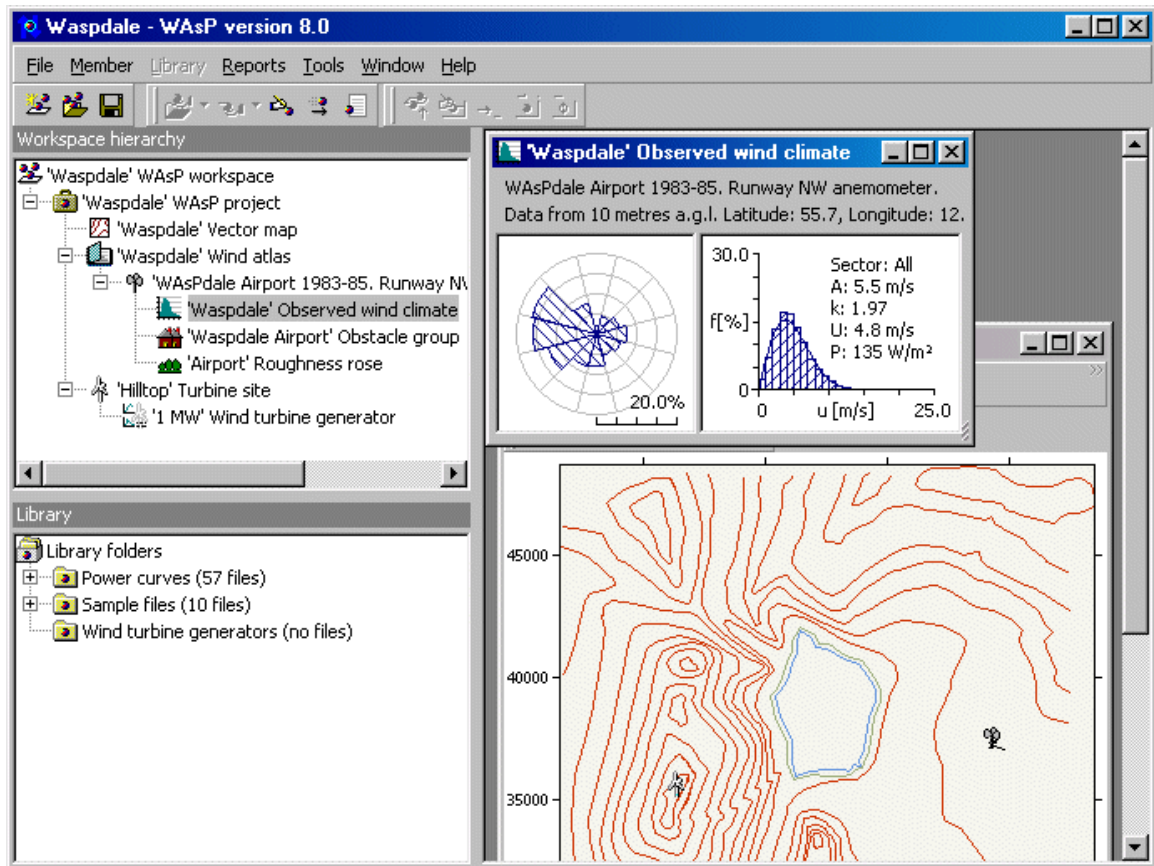 Waspdale - WAsP version 8.0
File Member Library Reports Tools Window Help
Workspace hierarchy
'Waspdale' WAsP workspace
'Waspdale' WAsP project
'Waspdale' Vector map
'Waspdale' Wind atlas
'WAsPdale Airport 1983-85. Runway N
'Waspdale' Observed wind climate
'Waspdale Airport' Obstacle group
'Airport' Roughness rose
'Hilltop' Turbine site
'1 MW' Wind turbine generator
Library
Library folders
Power curves (57 files)
Sample files (10 files)
Wind turbine generators (no files)
'Waspdale' Observed wind climate
WAsPdale Airport 1983-85. Runway NW anemometer.
Data from 10 metres a.g.l. Latitude: 55.7, Longitude: 12.
20.0%
30.0
f[%]
0
Sector: All
A: 5.5 m/s
k: 1.97
U: 4.8 m/s
P: 135 W/m²
0 u [m/s] 25.0
45000
40000
35000